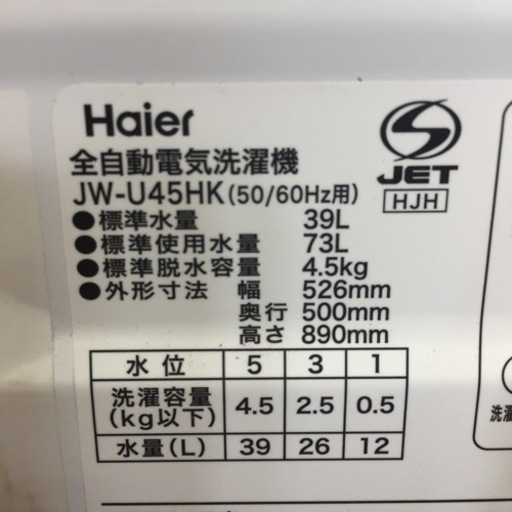 Haier
全自動電気洗濯機
JW-U45HK(50/60Hz用)
JET
HJH
●標準水量 39L
●標準使用水量 73L
●標準脱水容量 4.5kg
●外形寸法 幅 526mm
奥行 500mm
高さ 890mm
水位 5 3 1
洗濯容量(kg以下) 4.5 2.5 0.5
水量(L) 39 26 12
洗濯